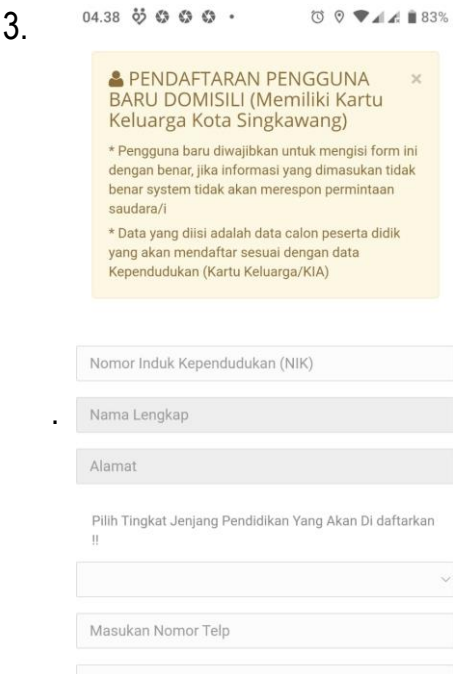 3.
04.38
83%
PENDAFTARAN PENGGUNA ×
BARU DOMISILI (Memiliki Kartu
Keluarga Kota Singkawang)
* Pengguna baru diwajibkan untuk mengisi form ini
dengan benar, jika informasi yang dimasukan tidak
benar system tidak akan merespon permintaan
saudara/i
* Data yang diisi adalah data calon peserta didik
yang akan mendaftar sesuai dengan data
Kependudukan (Kartu Keluarga/KIA)
Nomor Induk Kependudukan (NIK)
. Nama Lengkap
Alamat
Pilih Tingkat Jenjang Pendidikan Yang Akan Di daftarkan
!!
Masukan Nomor Telp